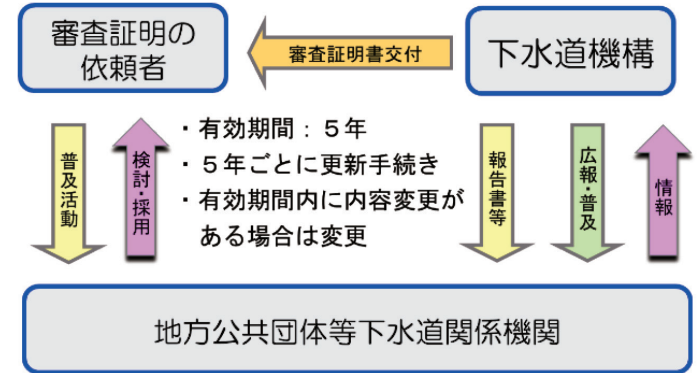 審査証明の
依頼者
審査証明書交付
下水道機構
普及活動
検討・採用
・有効期間：５年
・５年ごとに更新手続き
・有効期間内に内容変更が
ある場合は変更
報告書等
広報・普及
情報
地方公共団体等下水道関係機関